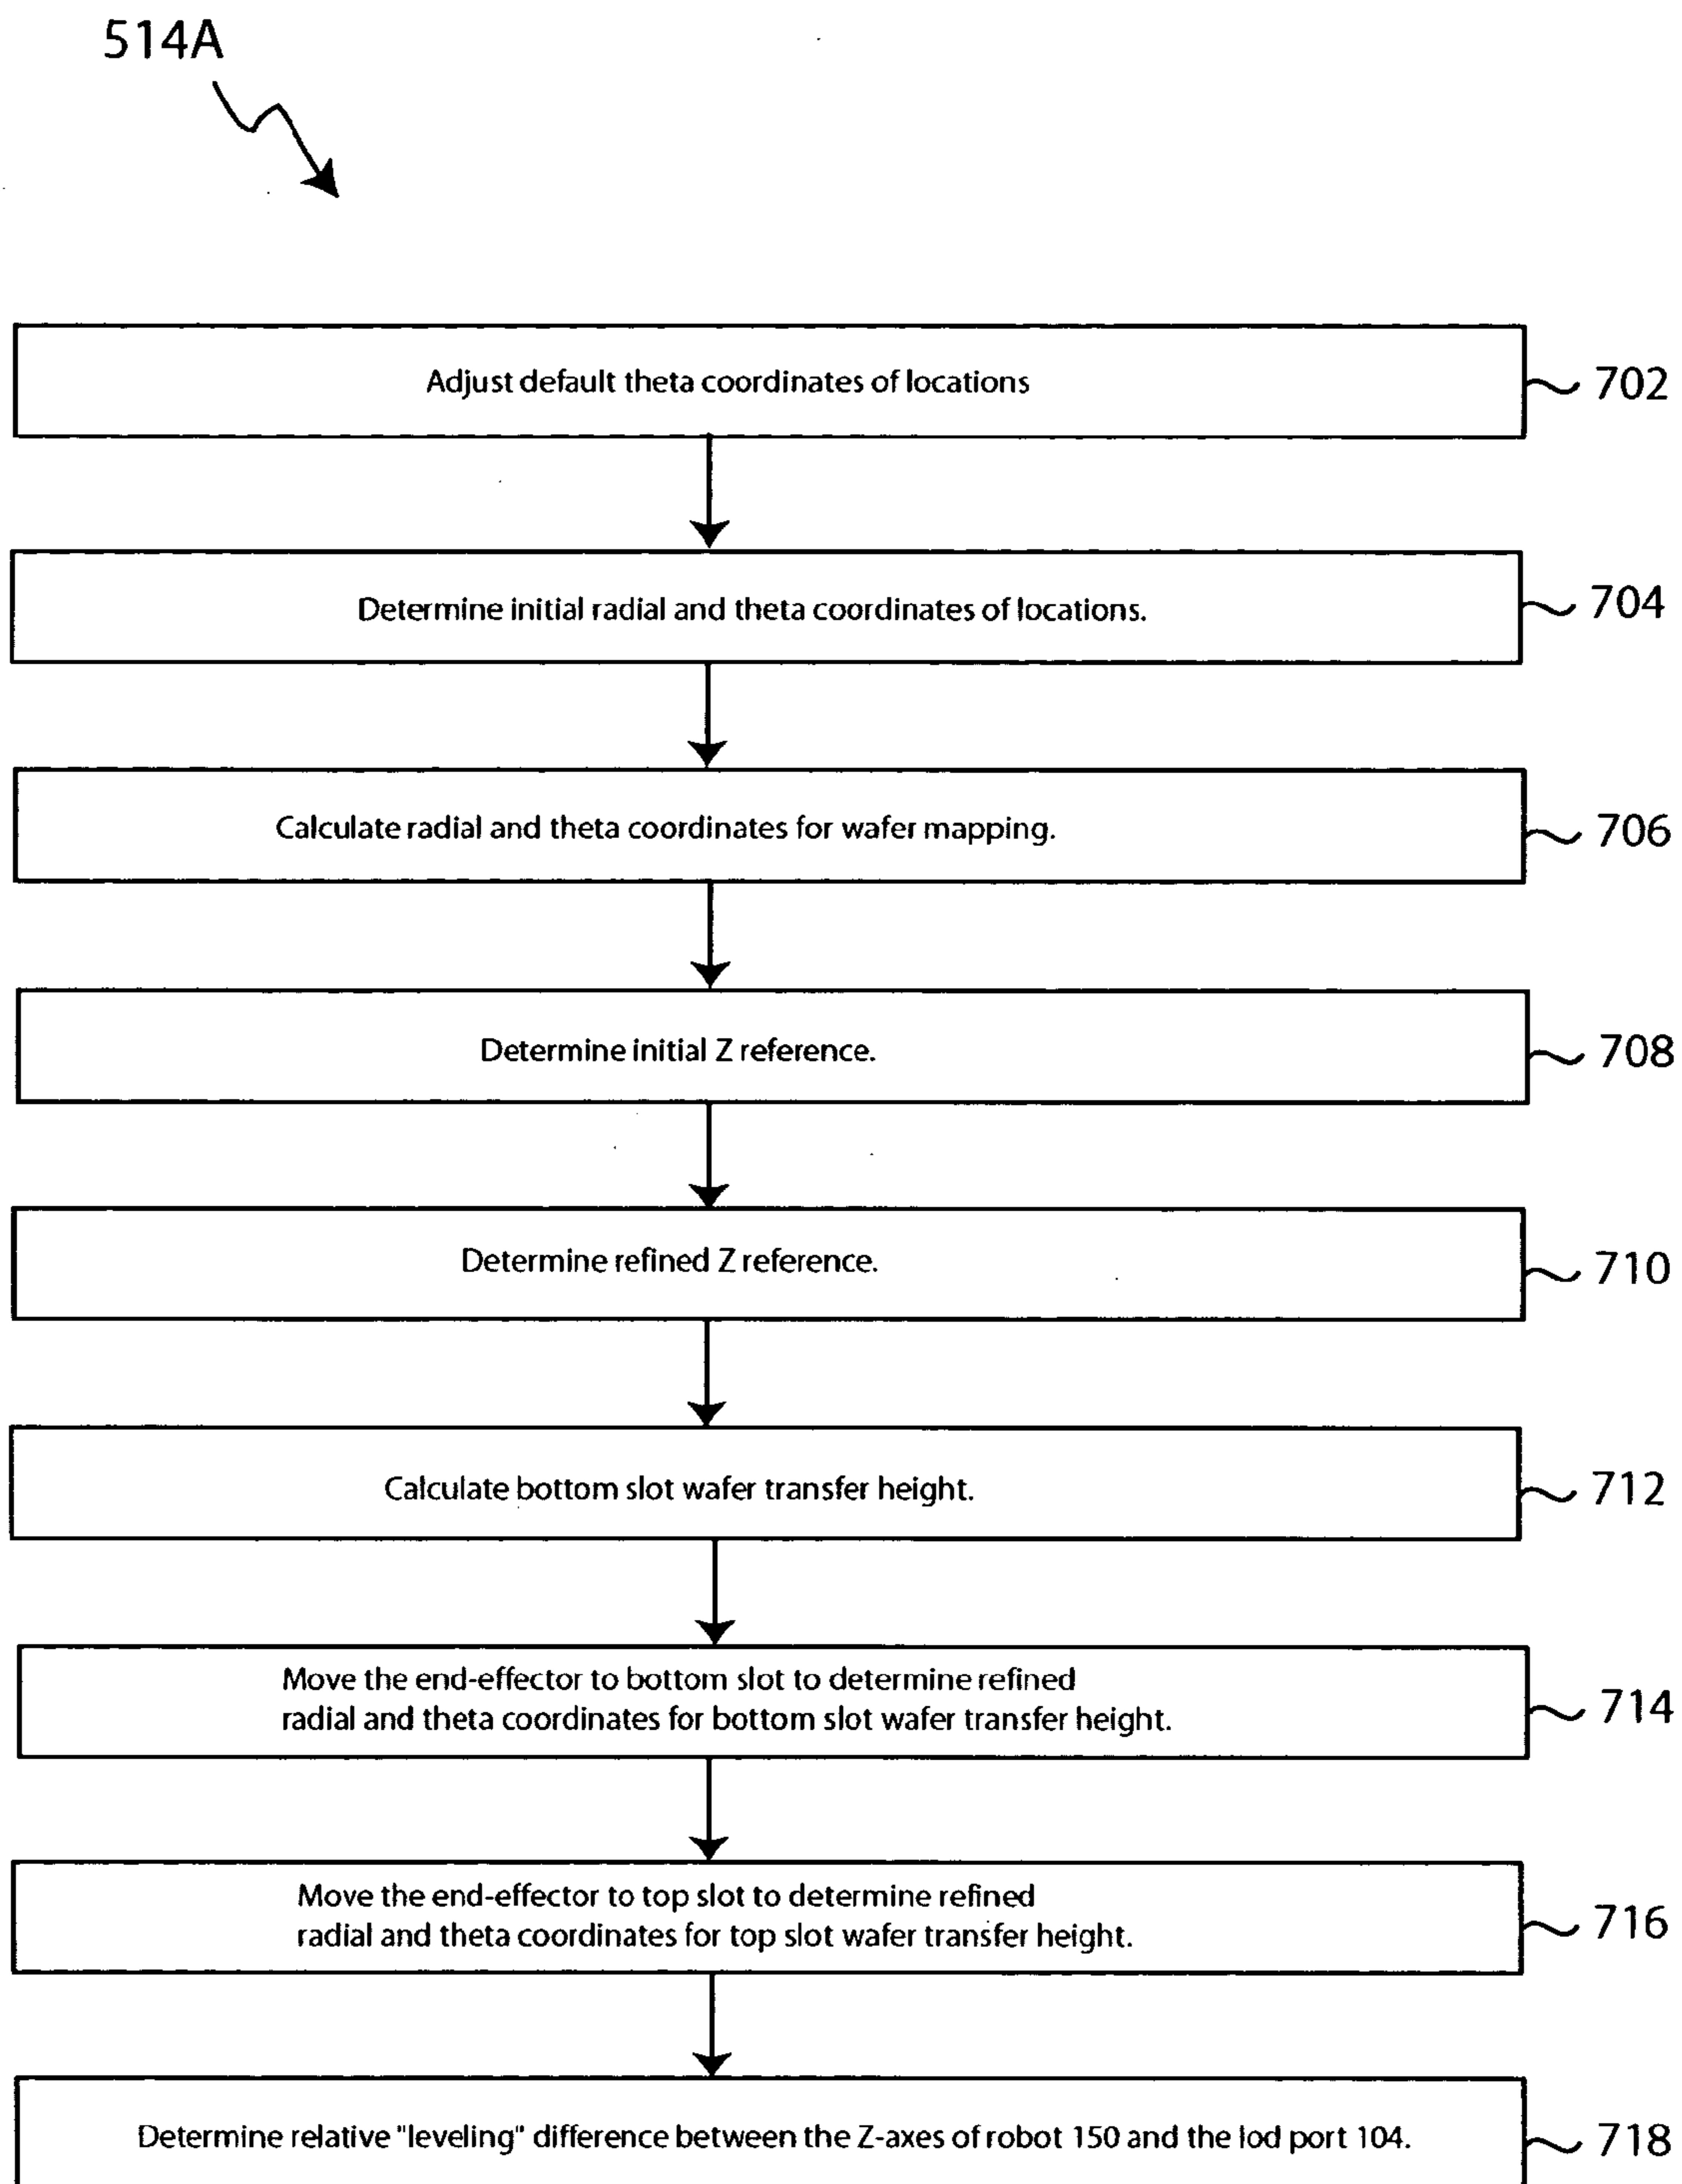 514A
Adjust default theta coordinates of locations
702
Determine initial radial and theta coordinates of locations.
704
Calculate radial and theta coordinates for wafer mapping.
706
Determine initial Z reference.
708
Determine refined Z reference.
710
Calculate bottom slot wafer transfer height.
712
Move the end-effector to bottom slot to determine refined
radial and theta coordinates for bottom slot wafer transfer height.
714
Move the end-effector to top slot to determine refined
radial and theta coordinates for top slot wafer transfer height.
716
Determine relative "leveling" difference between the Z-axes of robot 150 and the lod port 104.
718